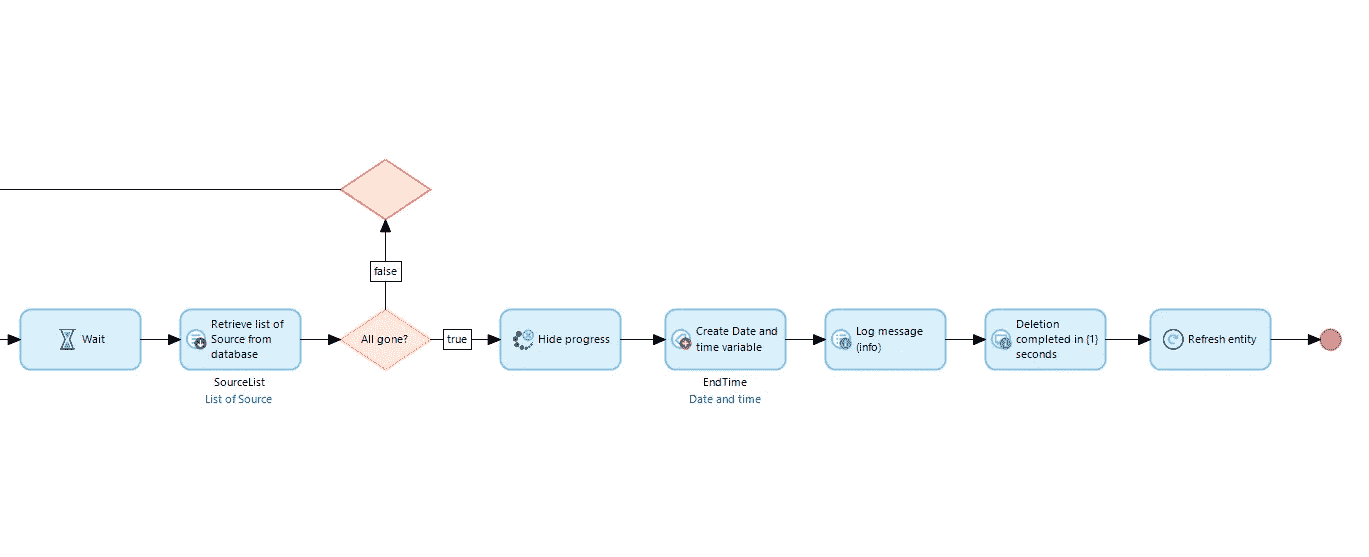 false
Wait
Retrieve list of
Source from
database
SourceList
List of Source
All gone?
true
Hide progress
Create Date and
time variable
EndTime
Date and time
Log message
(info)
Deletion
completed in {1}
seconds
Refresh entity